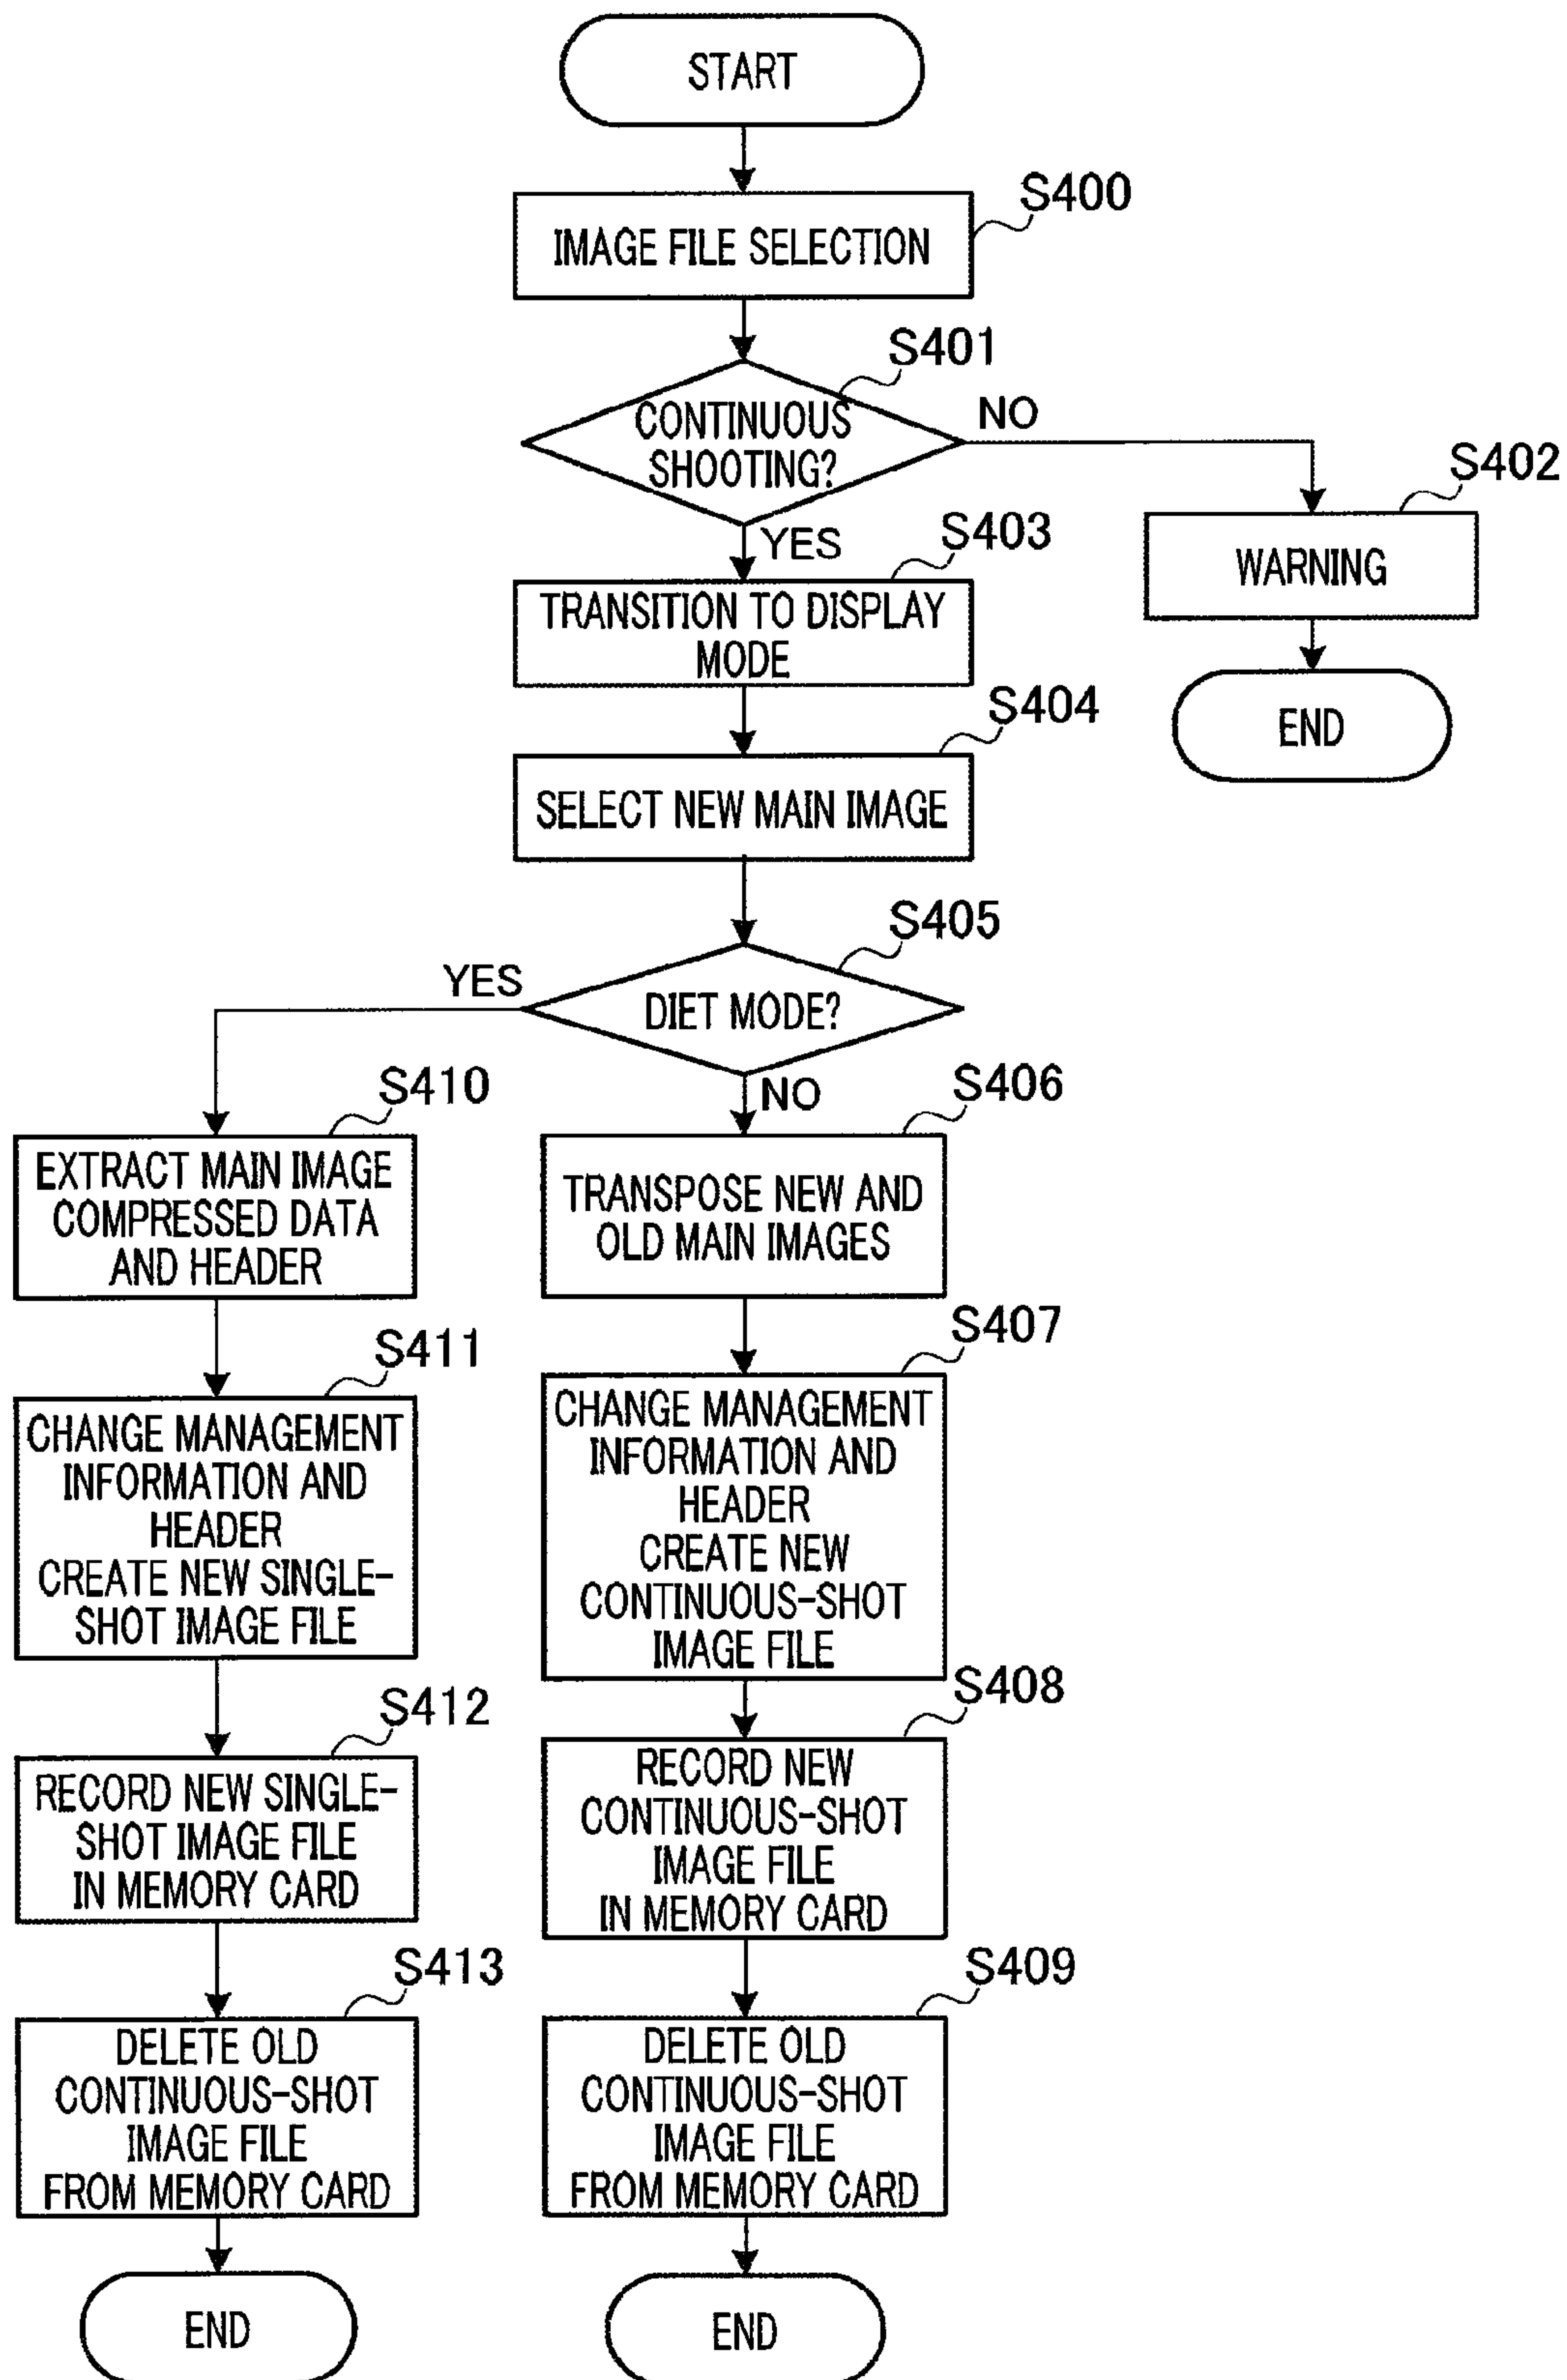 START
S400
IMAGE FILE SELECTION
S401
CONTINUOUS
SHOOTING?
NO
S402
WARNING
END
YES
S403
TRANSITION TO DISPLAY
MODE
S404
SELECT NEW MAIN IMAGE
S405
DIET MODE?
YES
NO
S410
EXTRACT MAIN IMAGE
COMPRESSED DATA
AND HEADER
S411
CHANGE MANAGEMENT
INFORMATION AND
HEADER
CREATE NEW SINGLE-
SHOT IMAGE FILE
S412
RECORD NEW SINGLE-
SHOT IMAGE FILE
IN MEMORY CARD
S413
DELETE OLD
CONTINUOUS-SHOT
IMAGE FILE
FROM MEMORY CARD
END
S406
TRANSPOSE NEW AND
OLD MAIN IMAGES
S407
CHANGE MANAGEMENT
INFORMATION AND
HEADER
CREATE NEW
CONTINUOUS-SHOT
IMAGE FILE
S408
RECORD NEW
CONTINUOUS-SHOT
IMAGE FILE
IN MEMORY CARD
S409
DELETE OLD
CONTINUOUS-SHOT
IMAGE FILE
FROM MEMORY CARD
END